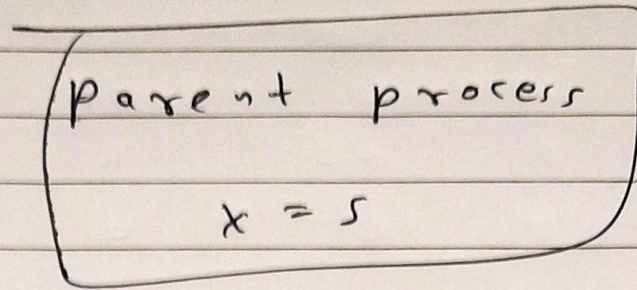 Parent process
x = 5